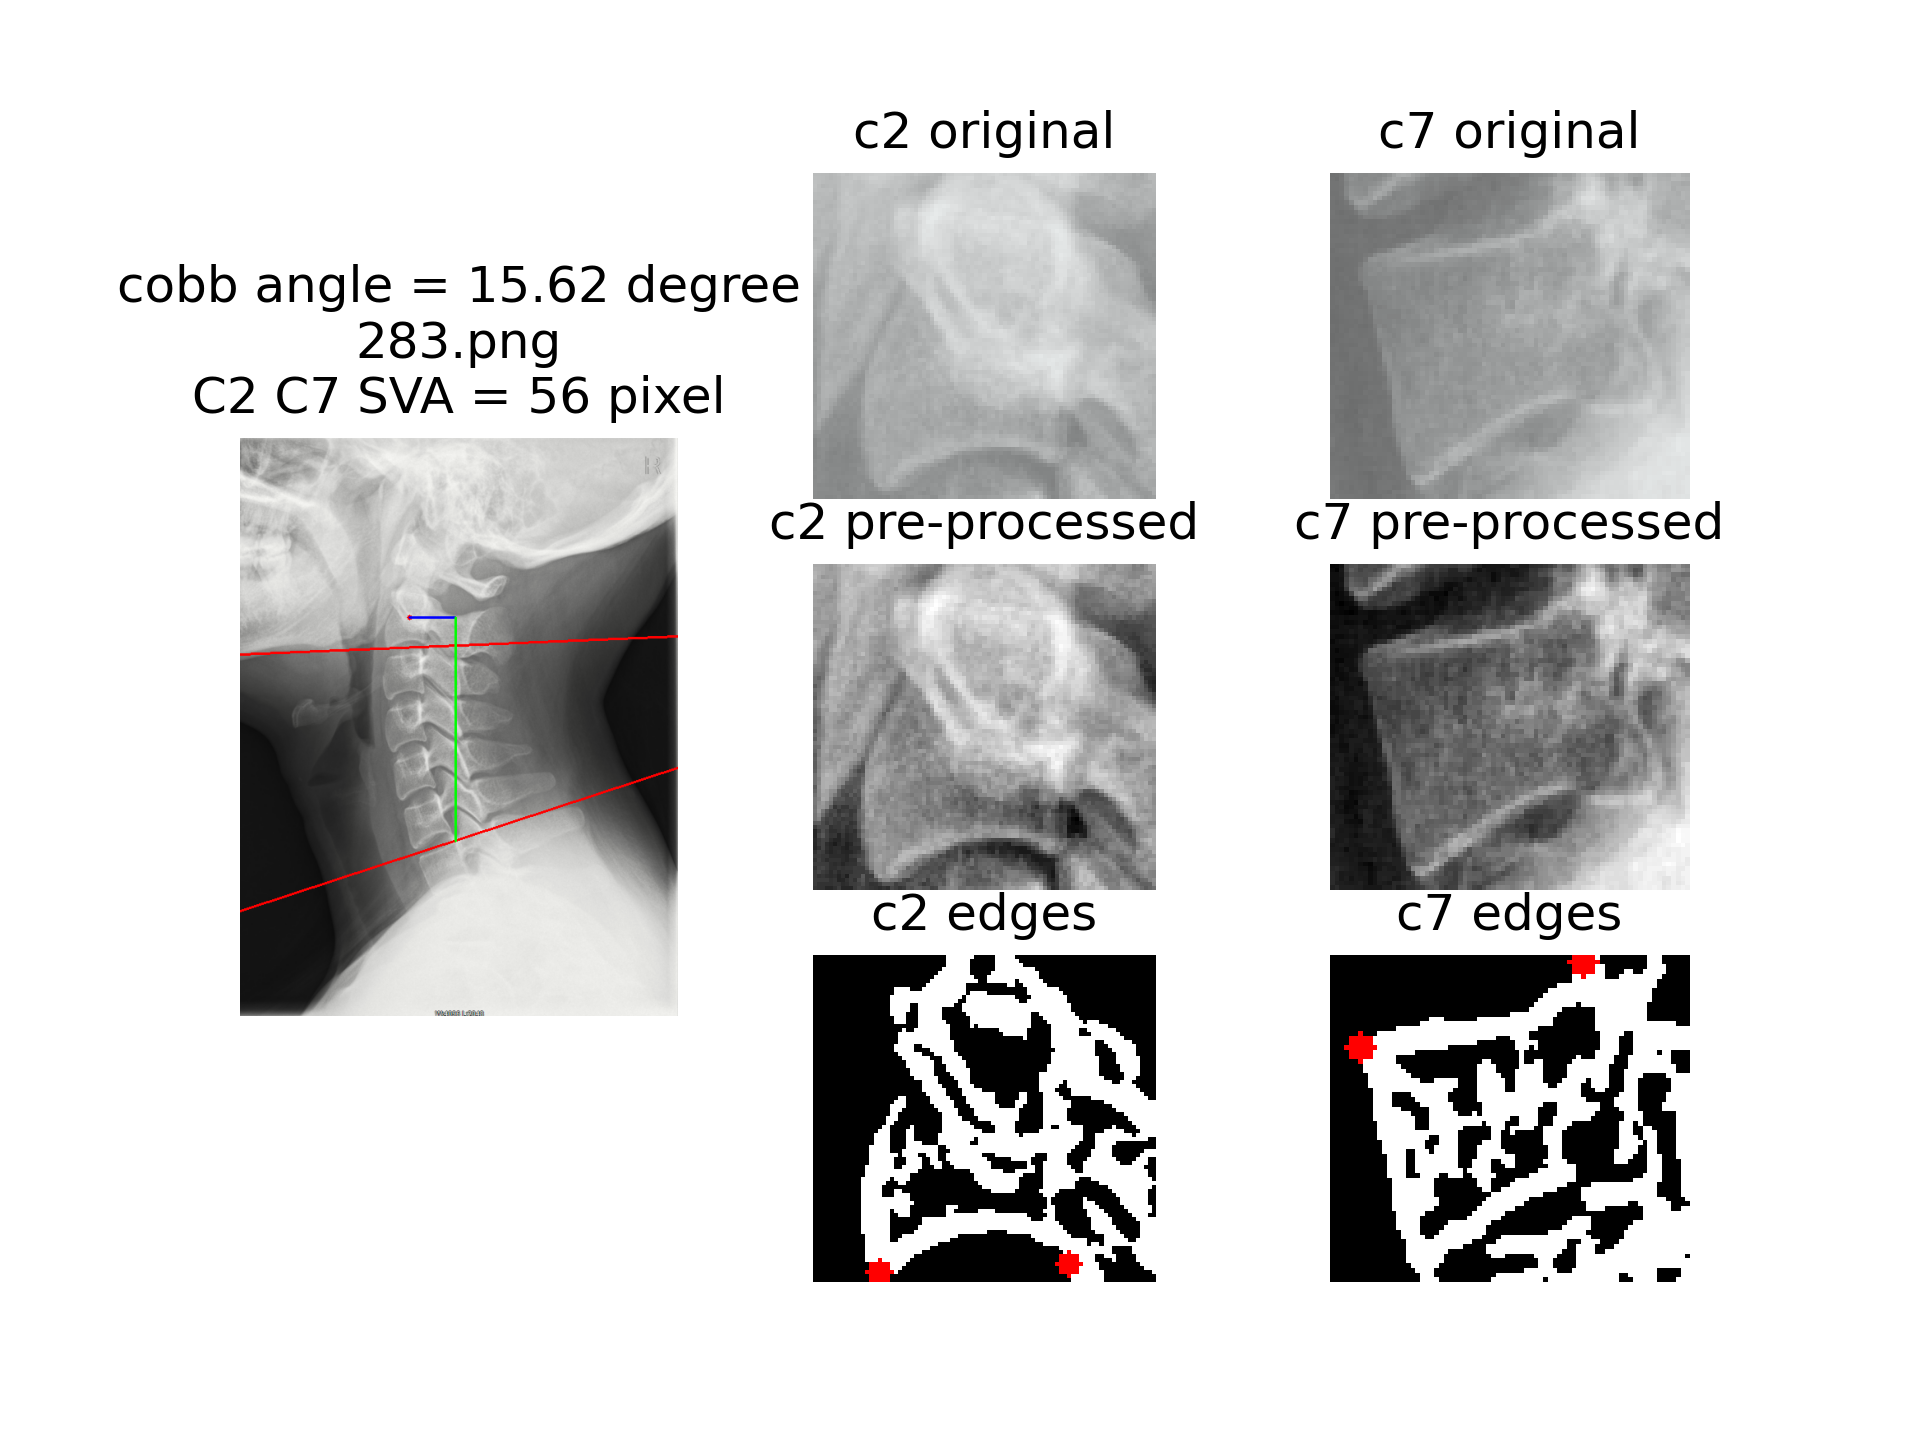 cobb angle = 15.62 degree
283.png
C2 C7 SVA = 56 pixel
c2 original
c7 original
c2 pre-processed
c7 pre-processed
c2 edges
c7 edges